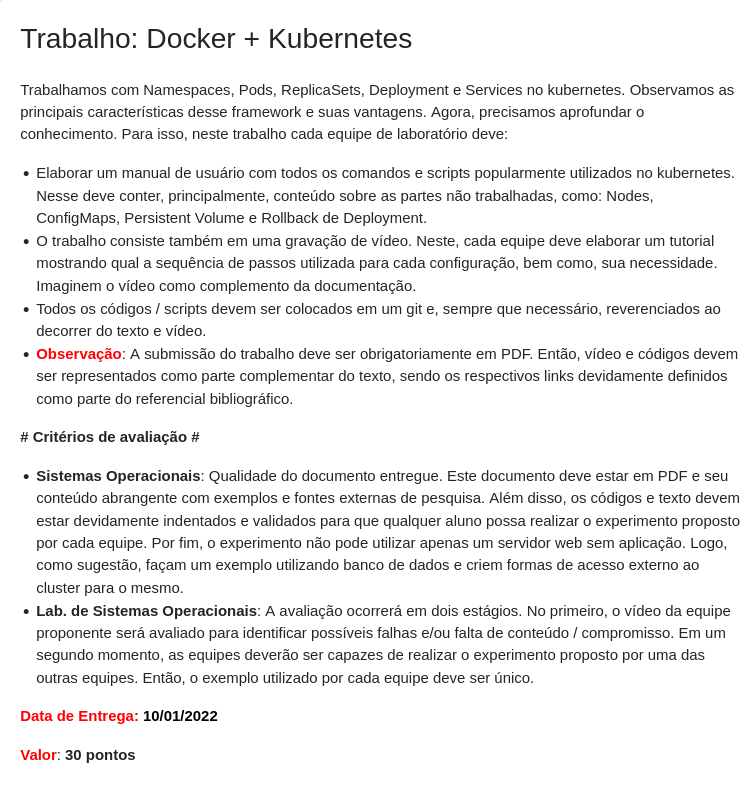 Trabalho: Docker + Kubernetes
Trabalhamos com Namespaces, Pods, ReplicaSets, Deployment e Services no kubernetes. Observamos as
principais características desse framework e suas vantagens. Agora, precisamos aprofundar o
conhecimento. Para isso, neste trabalho cada equipe de laboratório deve:
• Elaborar um manual de usuário com todos os comandos e scripts popularmente utilizados no kubernetes.
Nesse deve conter, principalmente, conteúdo sobre as partes não trabalhadas, como: Nodes,
ConfigMaps, Persistent Volume e Rollback de Deployment.
• O trabalho consiste também em uma gravação de vídeo. Neste, cada equipe deve elaborar um tutorial
mostrando qual a sequência de passos utilizada para cada configuração, bem como, sua necessidade.
Imaginem o vídeo como complemento da documentação.
• Todos os códigos / scripts devem ser colocados em um git e, sempre que necessário, reverenciados ao
decorrer do texto e vídeo.
• Observação: A submissão do trabalho deve ser obrigatoriamente em PDF. Então, vídeo e códigos devem
ser representados como parte complementar do texto, sendo os respectivos links devidamente definidos
como parte do referencial bibliográfico.
# Critérios de avaliação #
• Sistemas Operacionais: Qualidade do documento entregue. Este documento deve estar em PDF e seu
conteúdo abrangente com exemplos e fontes externas de pesquisa. Além disso, os códigos e texto devem
estar devidamente indentados e validados para que qualquer aluno possa realizar o experimento proposto
por cada equipe. Por fim, o experimento não pode utilizar apenas um servidor web sem aplicação. Logo,
como sugestão, façam um exemplo utilizando banco de dados e criem formas de acesso externo ao
cluster para o mesmo.
• Lab. de Sistemas Operacionais: A avaliação ocorrerá em dois estágios. No primeiro, o vídeo da equipe
proponente será avaliado para identificar possíveis falhas e/ou falta de conteúdo / compromisso. Em um
segundo momento, as equipes deverão ser capazes de realizar o experimento proposto por uma das
outras equipes. Então, o exemplo utilizado por cada equipe deve ser único.
Data de Entrega: 10/01/2022
Valor: 30 pontos